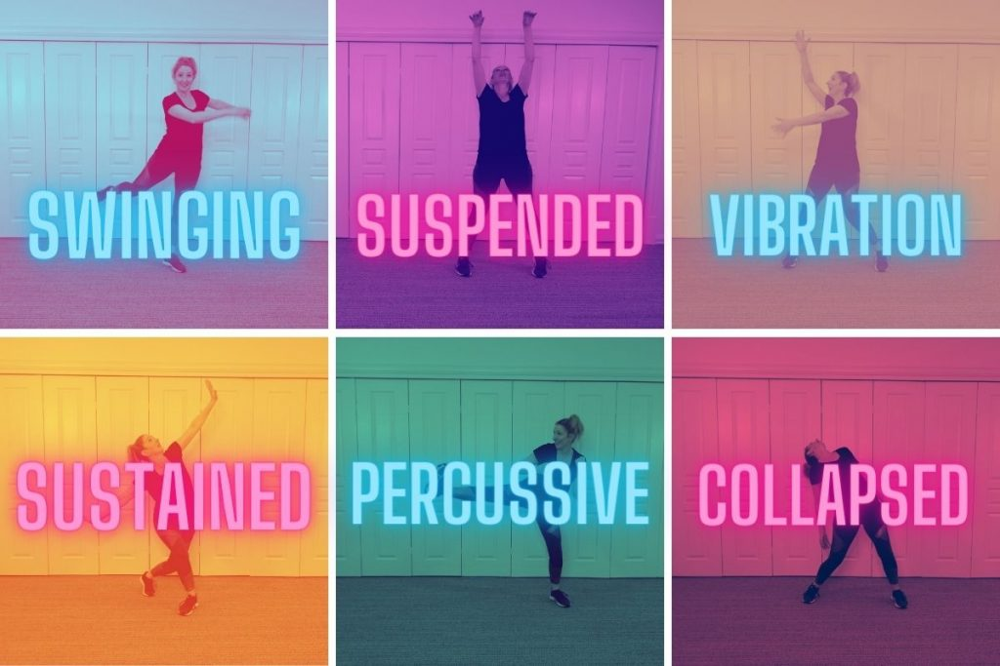 SWINGING
SUSPENDED
VIBRATION
SUSTAINED
PERCUSSIVE
COLLAPSED